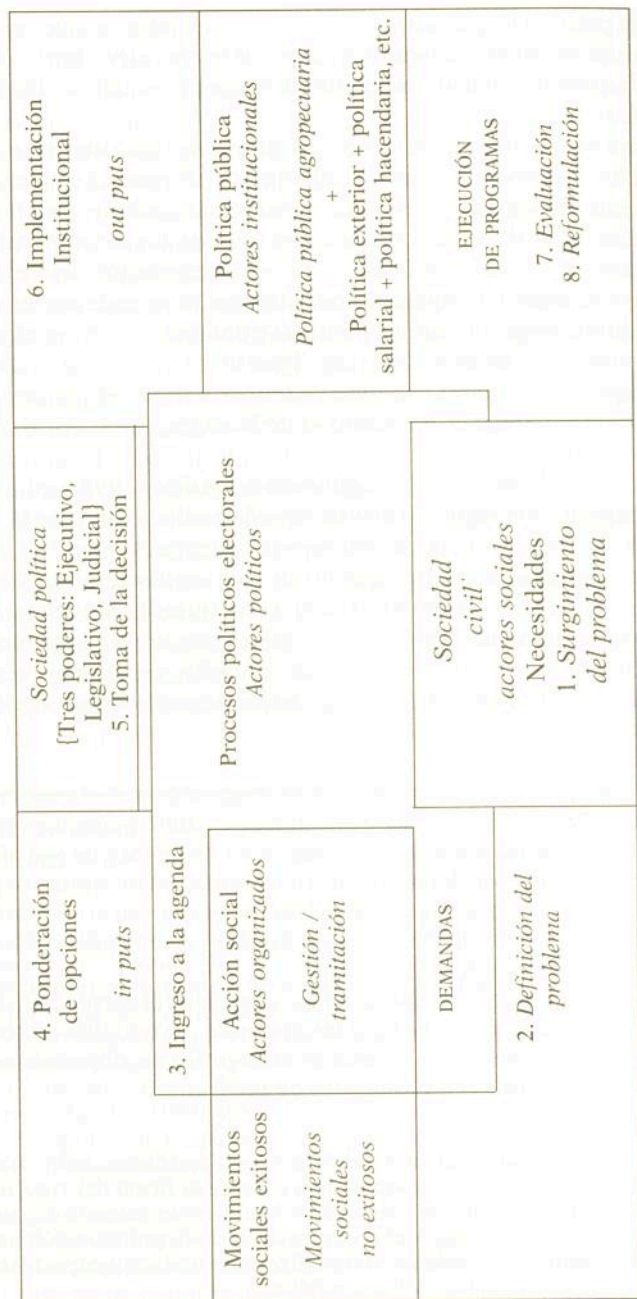 4. Ponderación
de opciones
in puts
Sociedad política
{Tres poderes: Ejecutivo,
Legislativo, Judicial}
5. Toma de la decisión
6. Implementación
Institucional
out puts
Movimientos
sociales exitosos
Movimientos
sociales
no exitosos
3. Ingreso a la agenda
Acción social
Actores organizados
Gestión /
tramitación
DEMANDAS
2. Definición del
problema
Procesos políticos electorales
Actores políticos
Sociedad
civil
actores sociales
Necesidades
1. Surgimiento
del problema
Política pública
Actores institucionales
Política pública agropecuaria
+
Política exterior + política
salarial + política hacendaria, etc.
EJECUCIÓN
DE PROGRAMAS
7. Evaluación
8. Reformulación